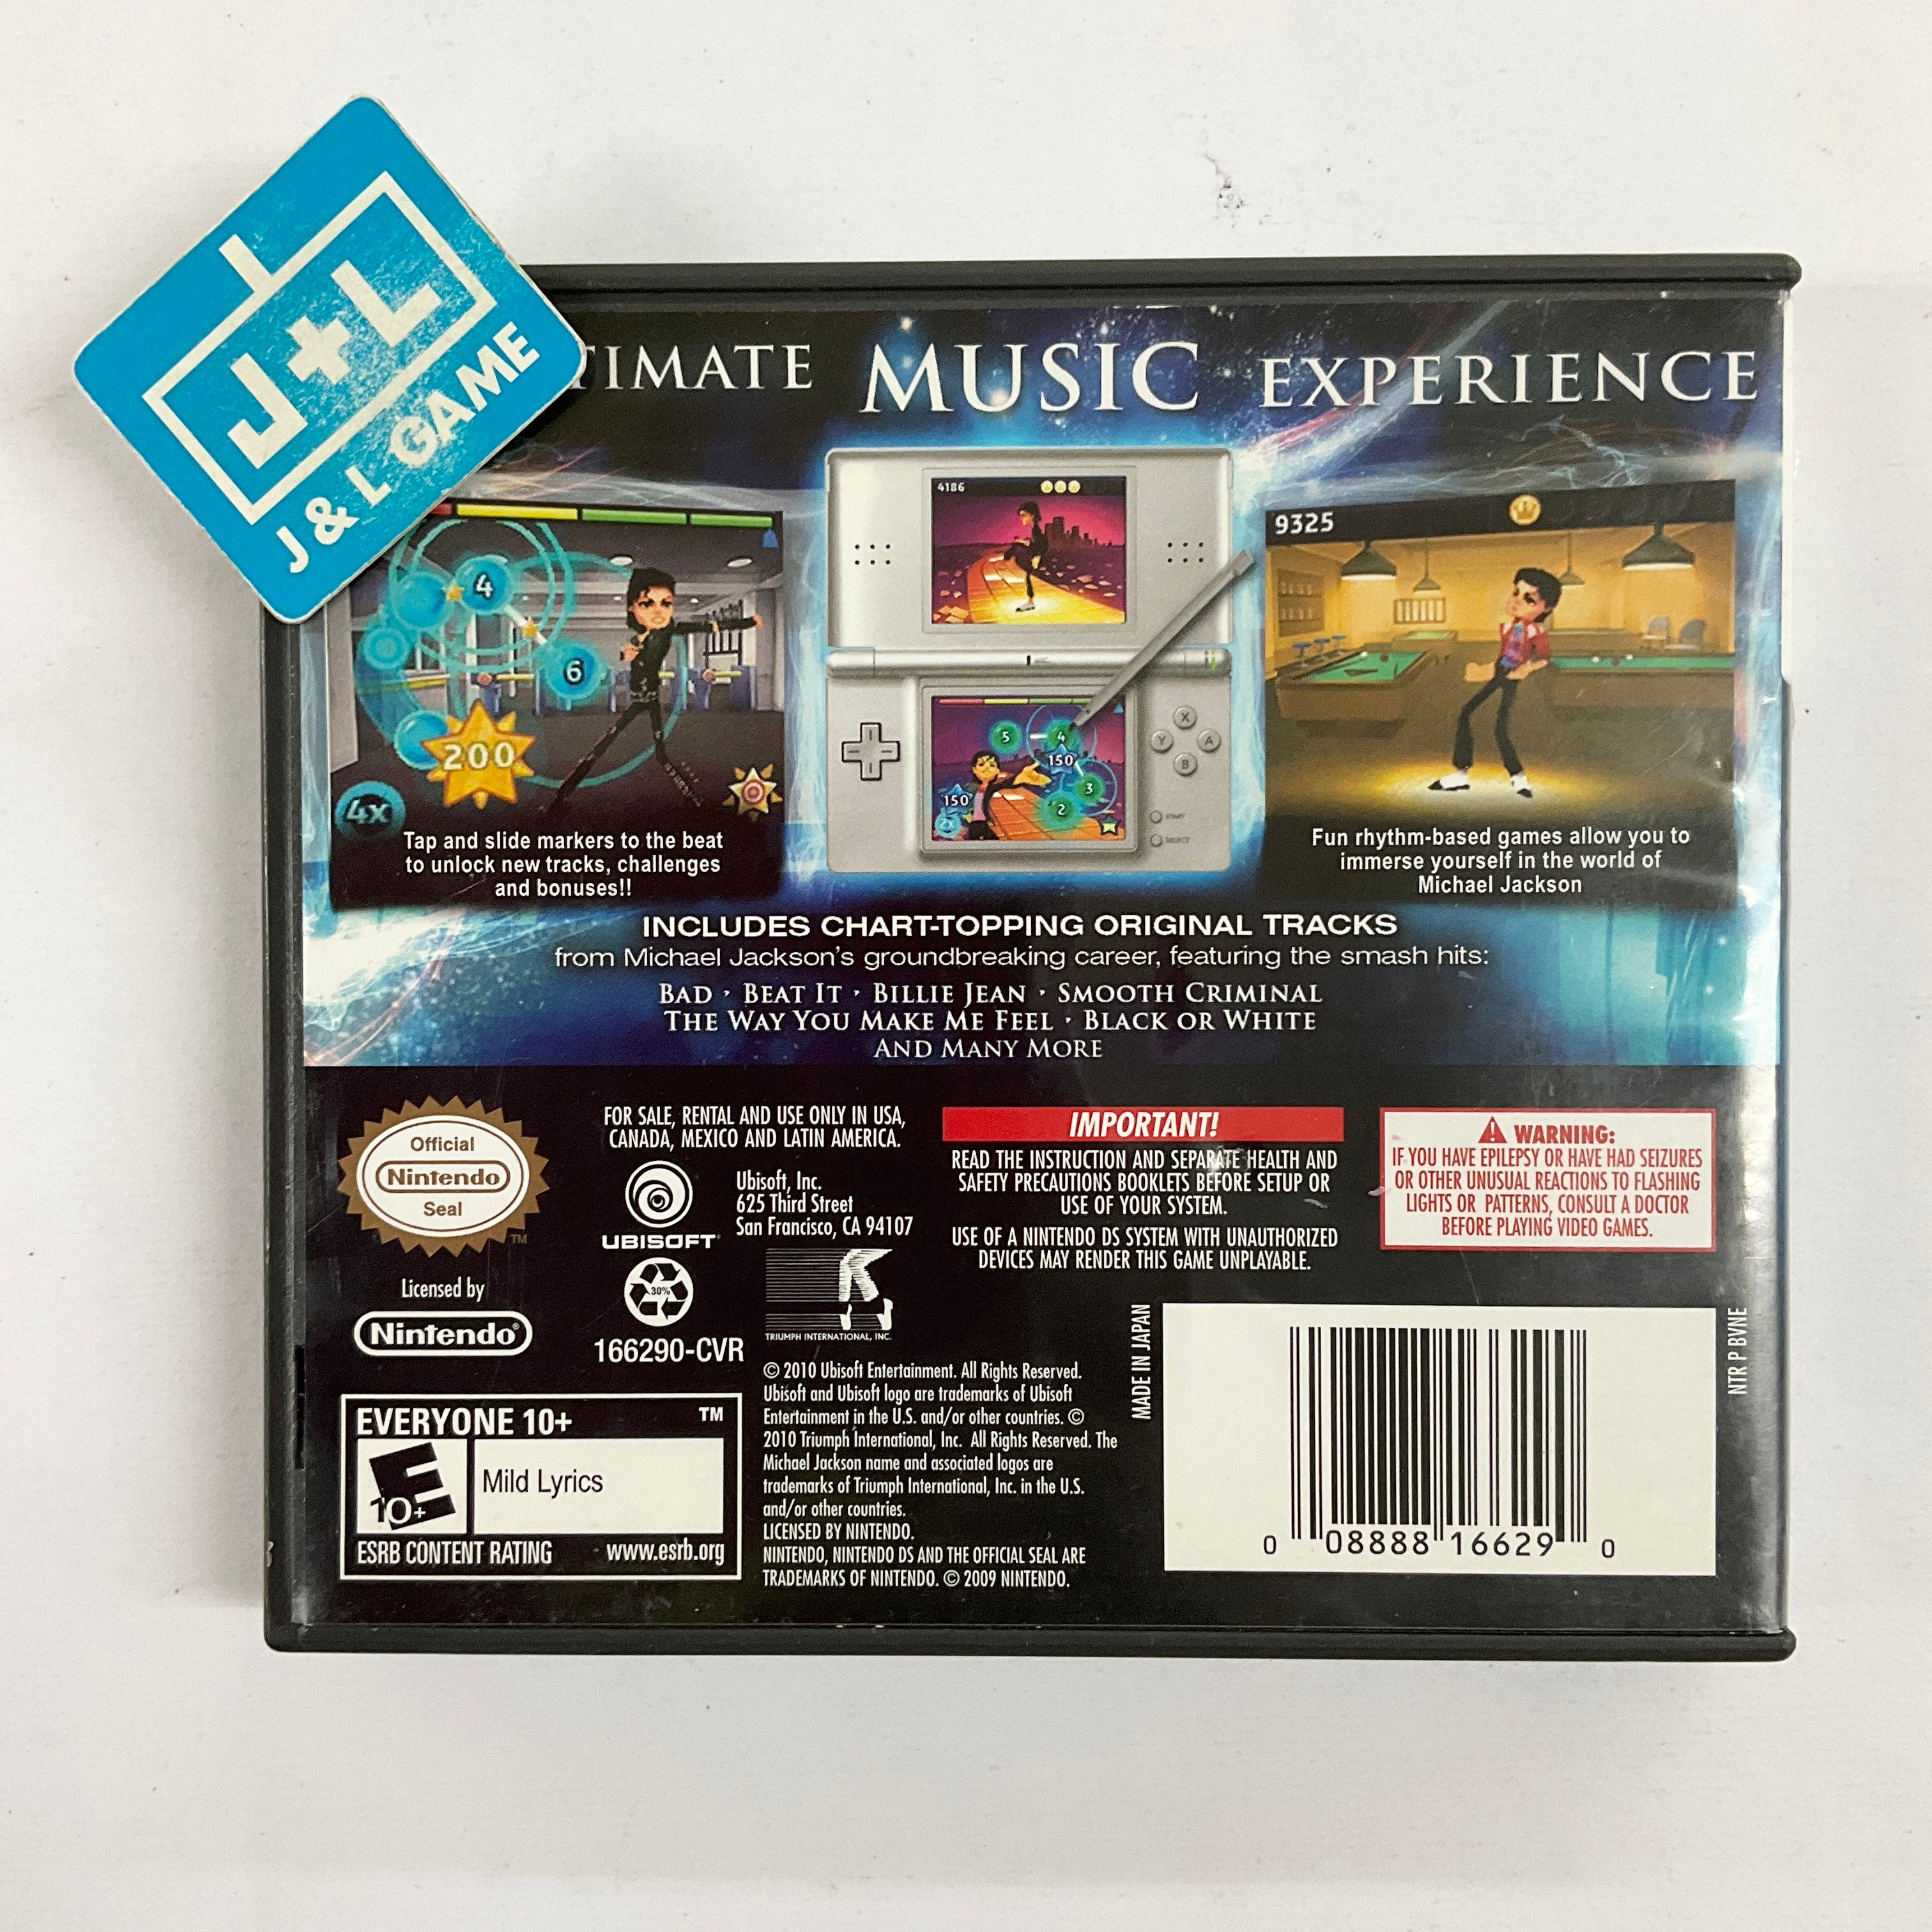 J+L
J & L GAME
TIMATE MUSIC EXPERIENCE
4
6
200
4x
4186
5
4
150
3
150
2
9325
Tap and slide markers to the beat
to unlock new tracks, challenges
and bonuses!!
X
Y
A
B
START
SELECT
Fun rhythm-based games allow you to
immerse yourself in the world of
Michael Jackson
INCLUDES CHART-TOPPING ORIGINAL TRACKS
from Michael Jackson's groundbreaking career, featuring the smash hits:
BAD · BEAT IT · BILLIE JEAN · SMOOTH CRIMINAL
THE WAY YOU MAKE ME FEEL · BLACK OR WHITE
AND MANY MORE
Official
Nintendo
Seal
TM
Licensed by
Nintendo®
FOR SALE, RENTAL AND USE ONLY IN USA,
CANADA, MEXICO AND LATIN AMERICA.
UBISOFT
Ubisoft, Inc.
625 Third Street
San Francisco, CA 94107
30%
166290-CVR
TRIUMPH INTERNATIONAL, INC.
IMPORTANT!
READ THE INSTRUCTION AND SEPARATE HEALTH AND
SAFETY PRECAUTIONS BOOKLETS BEFORE SETUP OR
USE OF YOUR SYSTEM.
USE OF A NINTENDO DS SYSTEM WITH UNAUTHORIZED
DEVICES MAY RENDER THIS GAME UNPLAYABLE.
WARNING:
IF YOU HAVE EPILEPSY OR HAVE HAD SEIZURES
OR OTHER UNUSUAL REACTIONS TO FLASHING
LIGHTS OR PATTERNS, CONSULT A DOCTOR
BEFORE PLAYING VIDEO GAMES.
EVERYONE 10+ TM
E
10+
Mild Lyrics
ESRB CONTENT RATING www.esrb.org
© 2010 Ubisoft Entertainment. All Rights Reserved.
Ubisoft and Ubisoft logo are trademarks of Ubisoft
Entertainment in the U.S. and/or other countries. ©
2010 Triumph International, Inc. All Rights Reserved. The
Michael Jackson name and associated logos are
trademarks of Triumph International, Inc. in the U.S.
and/or other countries.
LICENSED BY NINTENDO.
NINTENDO, NINTENDO DS AND THE OFFICIAL SEAL ARE
TRADEMARKS OF NINTENDO. © 2009 NINTENDO.
MADE IN JAPAN
NTR P BVNE
0 08888 16629 0